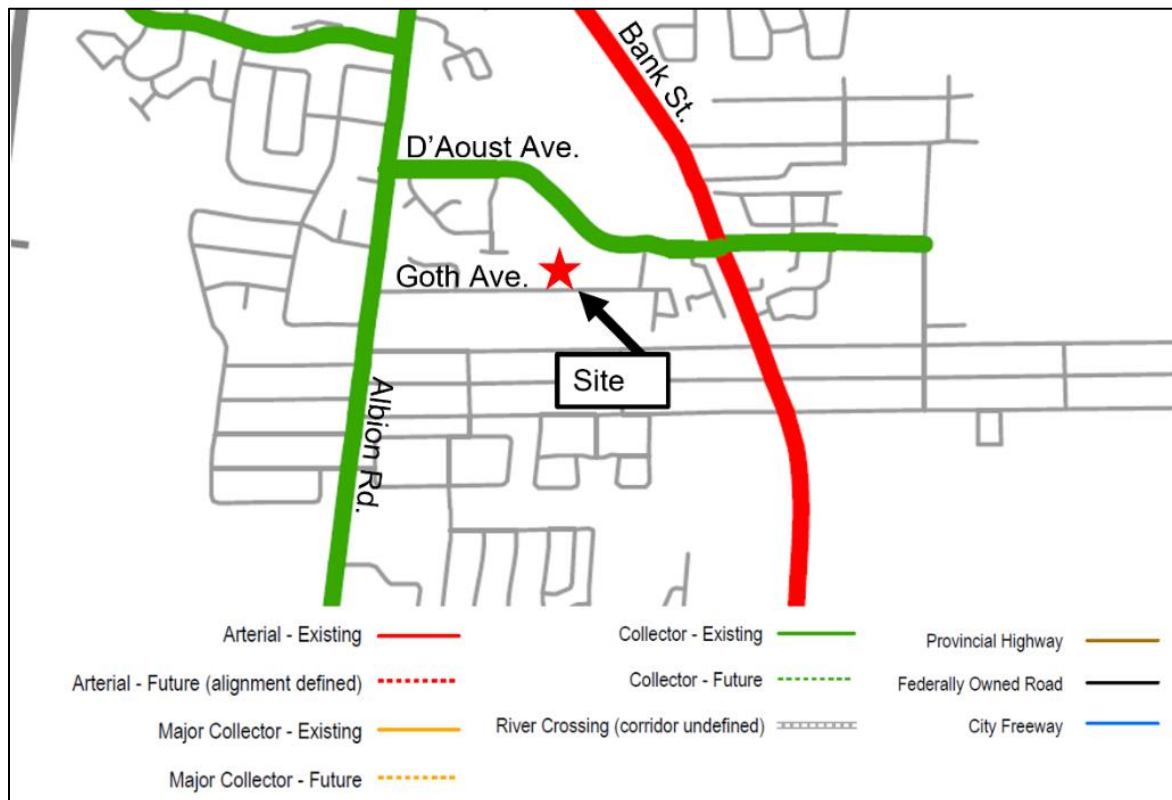 Bank St.
D'Aoust Ave.
Goth Ave.
Site
Albion Rd.
Arterial - Existing
Arterial - Future (alignment defined)
Major Collector - Existing
Major Collector - Future
Collector - Existing
Collector - Future
River Crossing (corridor undefined)
Provincial Highway
Federally Owned Road
City Freeway